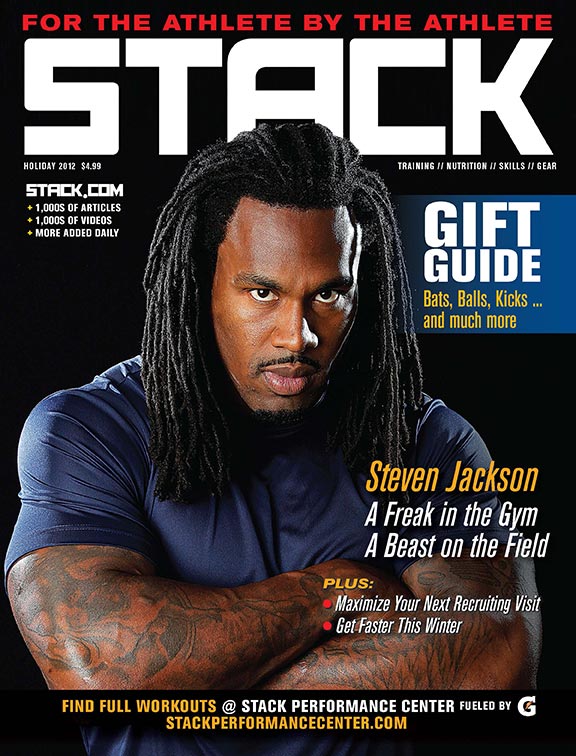 FOR THE ATHLETE BY THE ATHLETE
STACK
HOLIDAY 2012 $4.99
TRAINING // NUTRITION // SKILLS // GEAR
STACK.COM
+ 1,000S OF ARTICLES
+ 1,000S OF VIDEOS
+ MORE ADDED DAILY
GIFT
GUIDE
Bats, Balls, Kicks ...
and much more
Steven Jackson
A Freak in the Gym
A Beast on the Field
PLUS:
• Maximize Your Next Recruiting Visit
• Get Faster This Winter
FIND FULL WORKOUTS @ STACK PERFORMANCE CENTER FUELED BY G
STACKPERFORMANCECENTER.COM